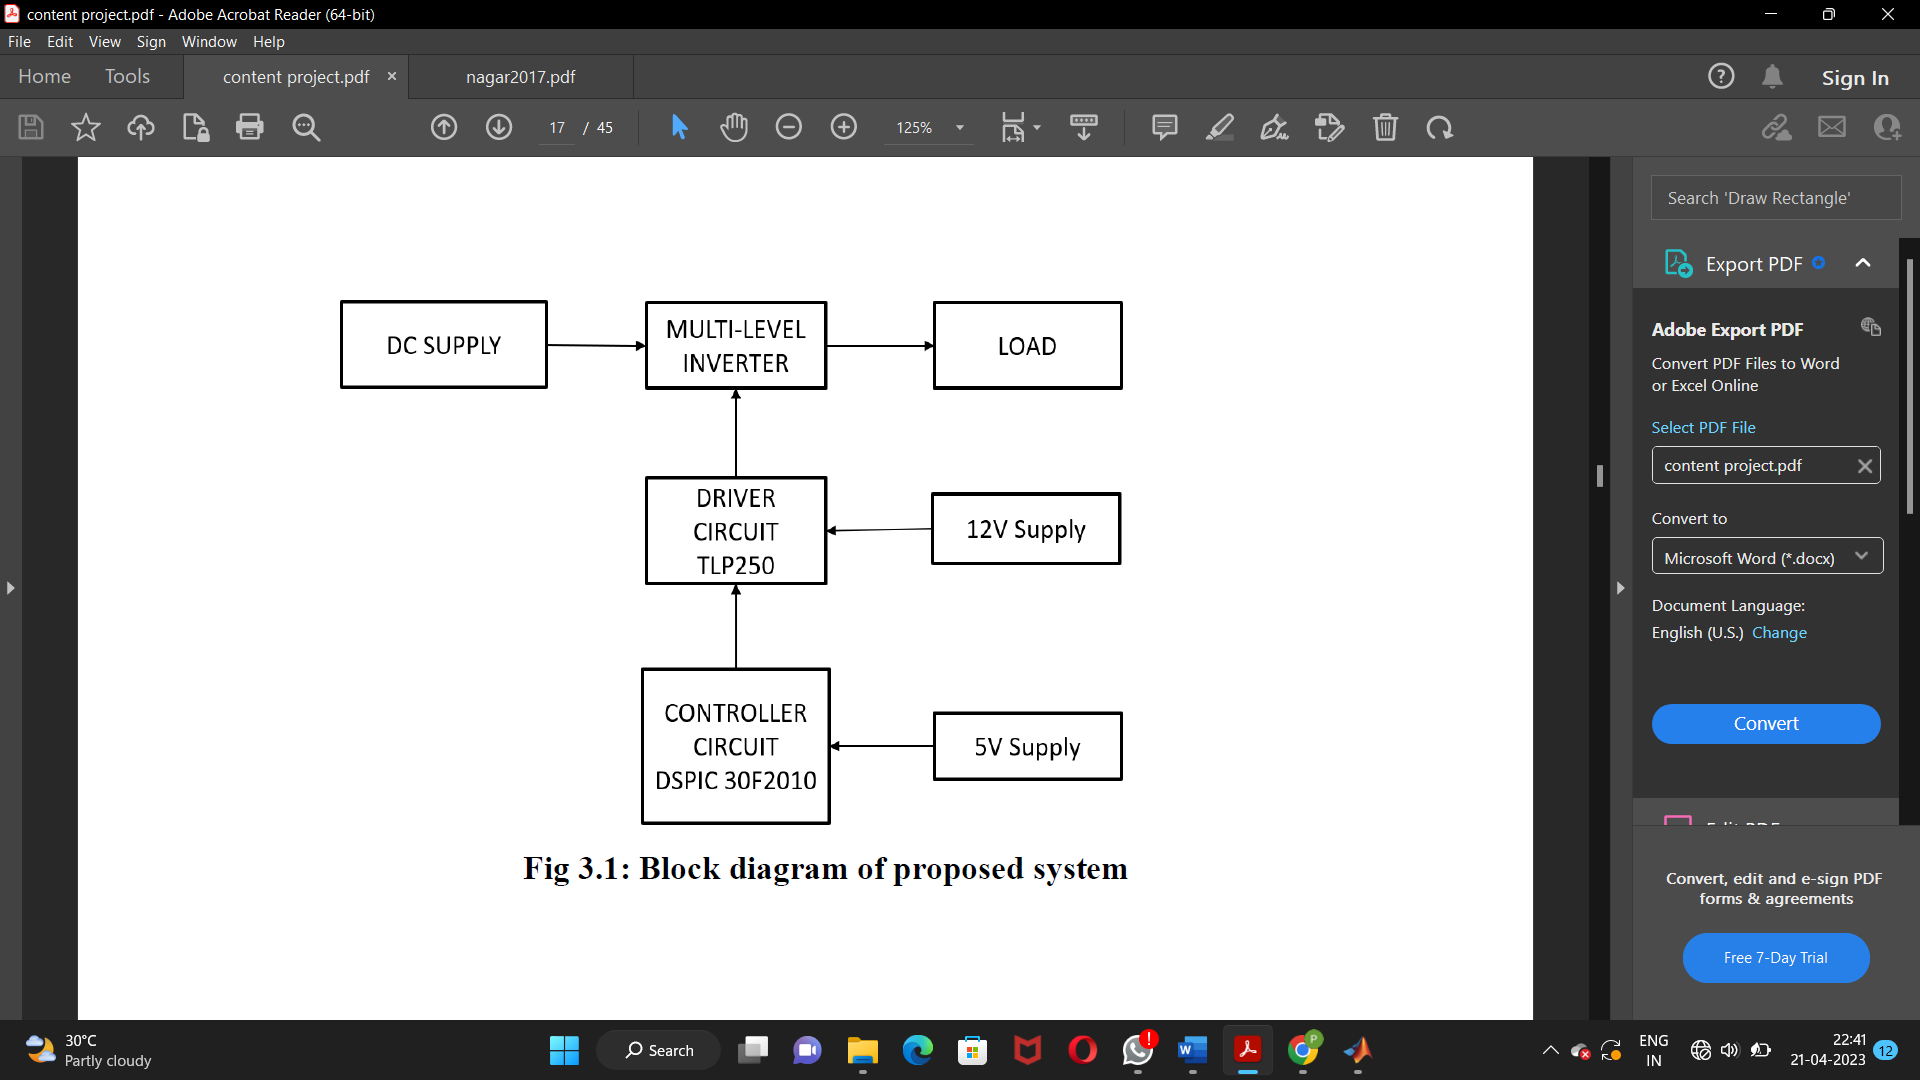 content project.pdf - Adobe Acrobat Reader (64-bit)
File Edit View Sign Window Help
Home Tools content project.pdf nagar2017.pdf Sign In
17 / 45 125%
Search 'Draw Rectangle'
Export PDF
Adobe Export PDF
Convert PDF Files to Word
or Excel Online
Select PDF File
content project.pdf
Convert to
Microsoft Word (*.docx)
Document Language:
English (U.S.) Change
Convert
Convert, edit and e-sign PDF
forms & agreements
Free 7-Day Trial
DC SUPPLY
MULTI-LEVEL
INVERTER
LOAD
DRIVER
CIRCUIT
TLP250
12V Supply
CONTROLLER
CIRCUIT
DSPIC 30F2010
5V Supply
Fig 3.1: Block diagram of proposed system
30°C
Partly cloudy
Search
P
ENG
IN
22:41
21-04-2023
12